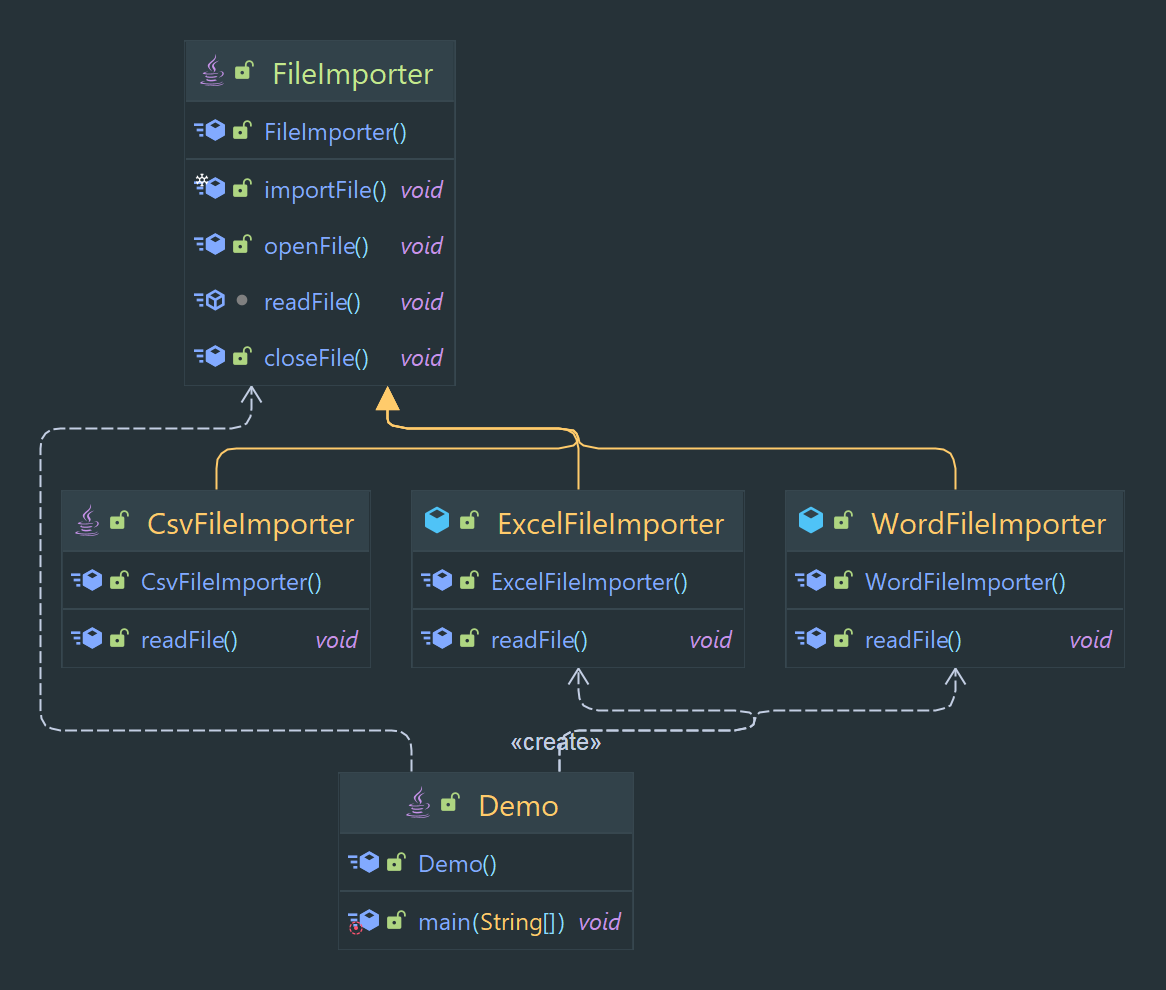 FileImporter
FileImporter()
importFile() void
openFile() void
readFile() void
closeFile() void
CsvFileImporter
CsvFileImporter()
readFile() void
ExcelFileImporter
ExcelFileImporter()
readFile() void
WordFileImporter
WordFileImporter()
readFile() void
«create»
Demo
Demo()
main(String[]) void